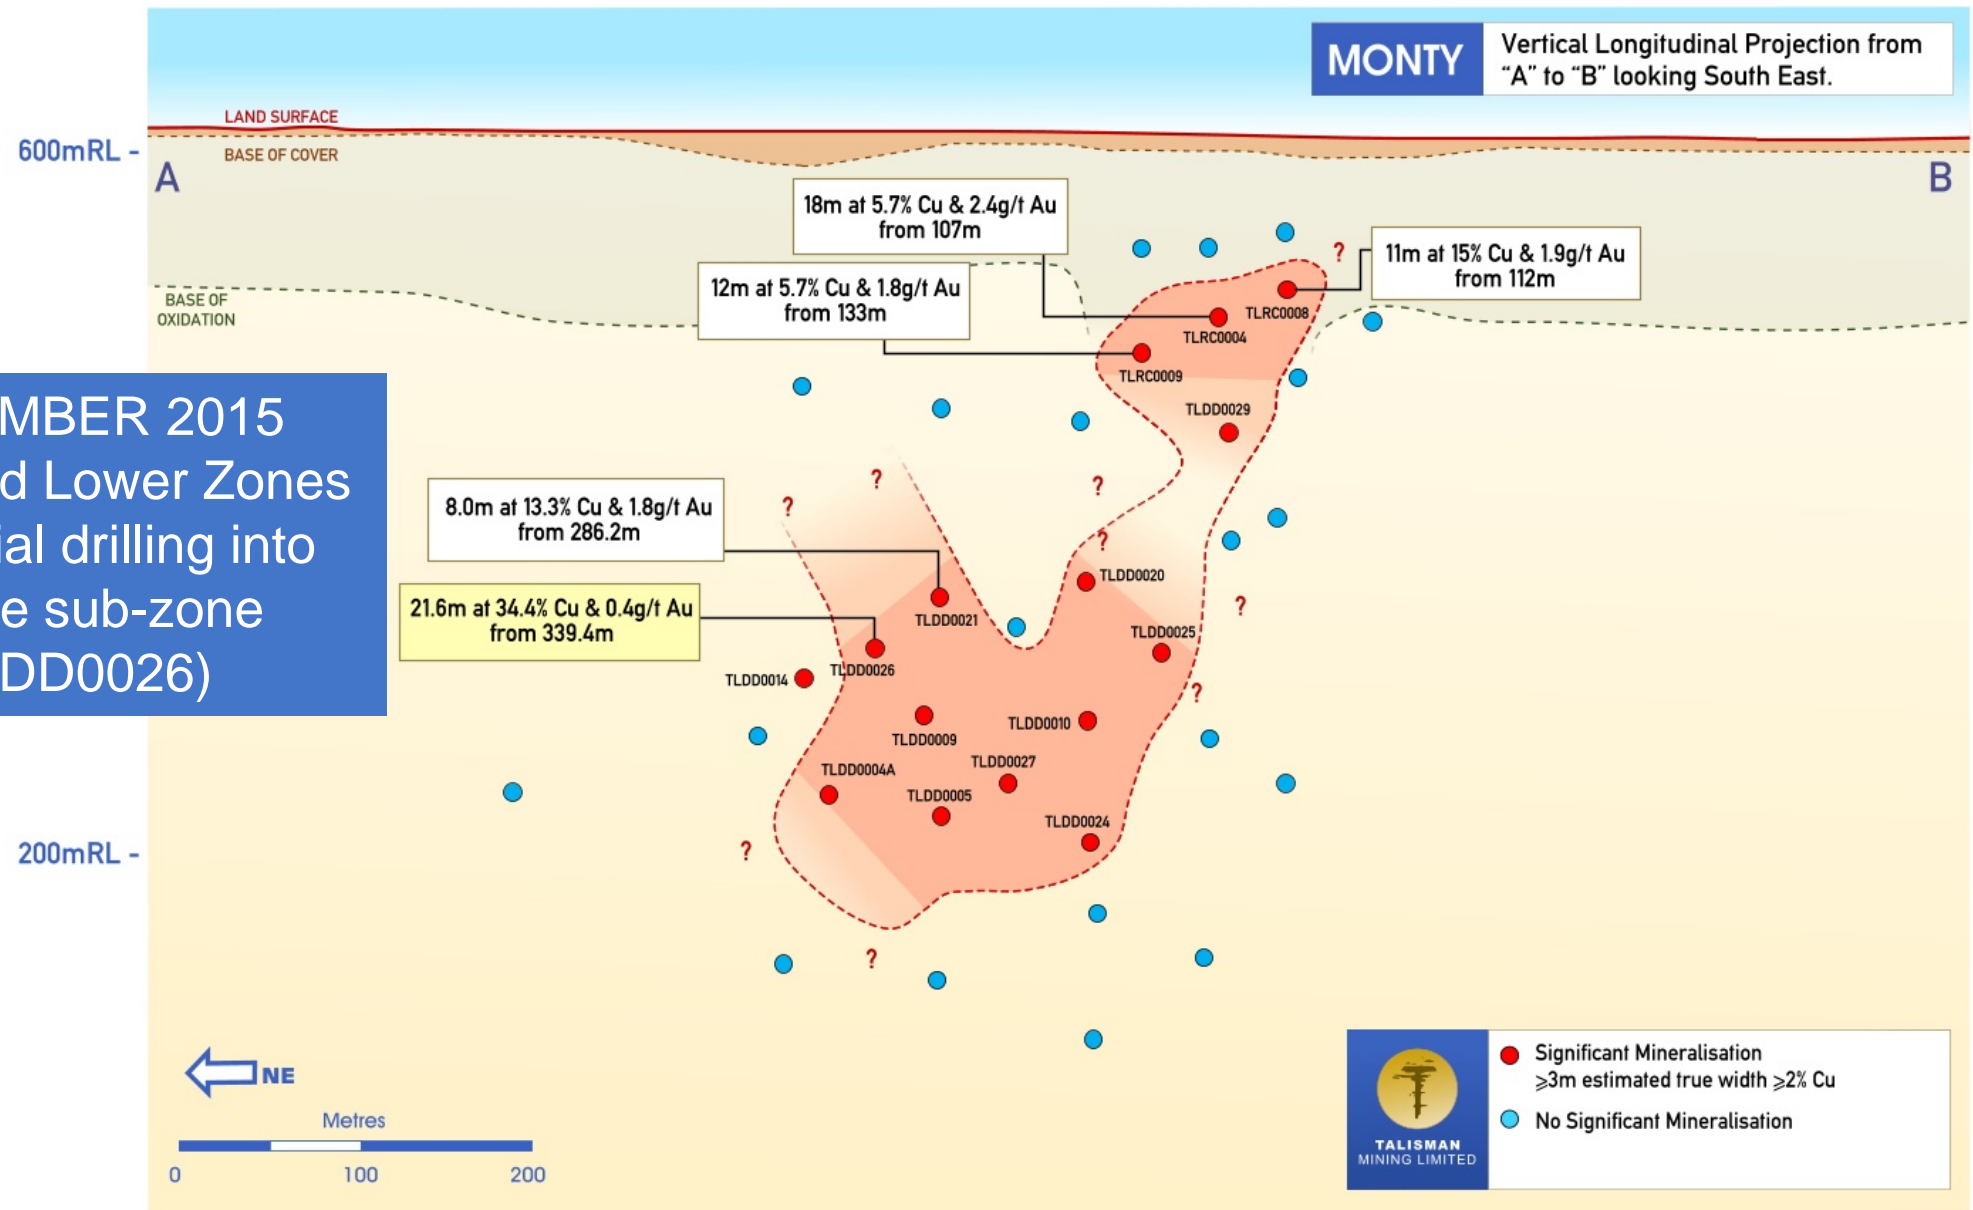 MONTY
Vertical Longitudinal Projection from
“A” to “B” looking South East.
LAND SURFACE
600mRL -
BASE OF COVER
A
B
18m at 5.7% Cu & 2.4g/t Au
from 107m
?
11m at 15% Cu & 1.9g/t Au
from 112m
12m at 5.7% Cu & 1.8g/t Au
from 133m
BASE OF
OXIDATION
TLRC0008
TLRC0004
TLRC0009
TLDD0029
MBER 2015
d Lower Zones
ial drilling into
e sub-zone
DD0026)
?
?
?
8.0m at 13.3% Cu & 1.8g/t Au
from 286.2m
?
TLDD0020
21.6m at 34.4% Cu & 0.4g/t Au
from 339.4m
?
TLDD0021
TLDD0025
TLDD0026
TLDD0014
?
TLDD0010
TLDD0009
TLDD0027
TLDD0004A
TLDD0005
TLDD0024
200mRL -
?
?
NE
Metres
0
100
200
TALISMAN
MINING LIMITED
Significant Mineralisation
⩾3m estimated true width ⩾2% Cu
No Significant Mineralisation